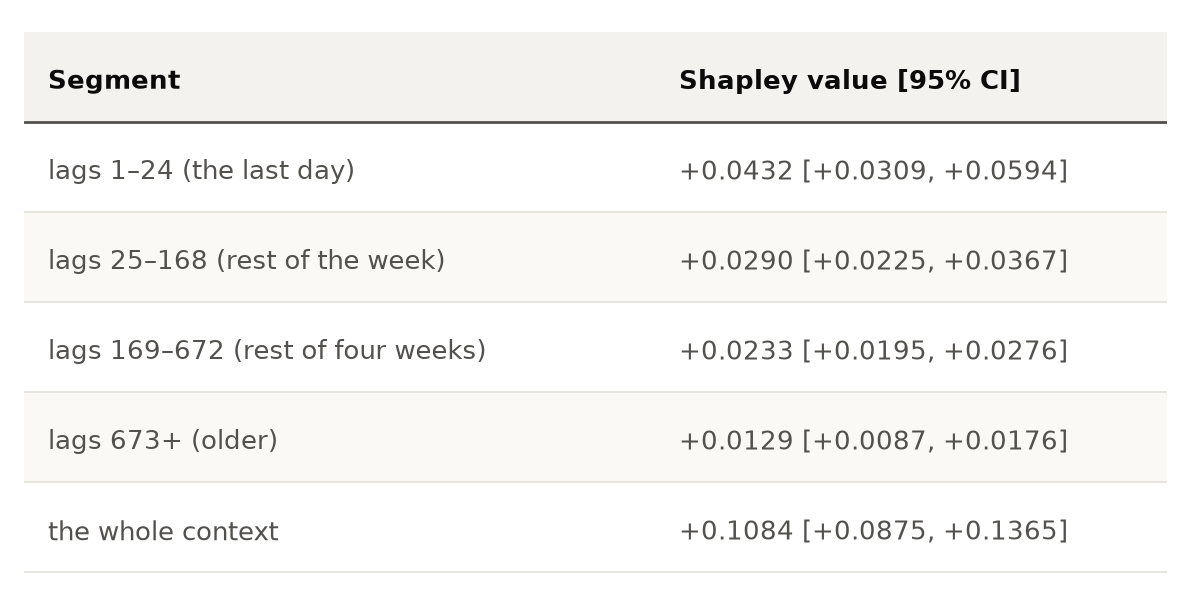 Segment Shapley value [95% CI]
lags 1–24 (the last day) +0.0432 [+0.0309, +0.0594]
lags 25–168 (rest of the week) +0.0290 [+0.0225, +0.0367]
lags 169–672 (rest of four weeks) +0.0233 [+0.0195, +0.0276]
lags 673+ (older) +0.0129 [+0.0087, +0.0176]
the whole context +0.1084 [+0.0875, +0.1365]